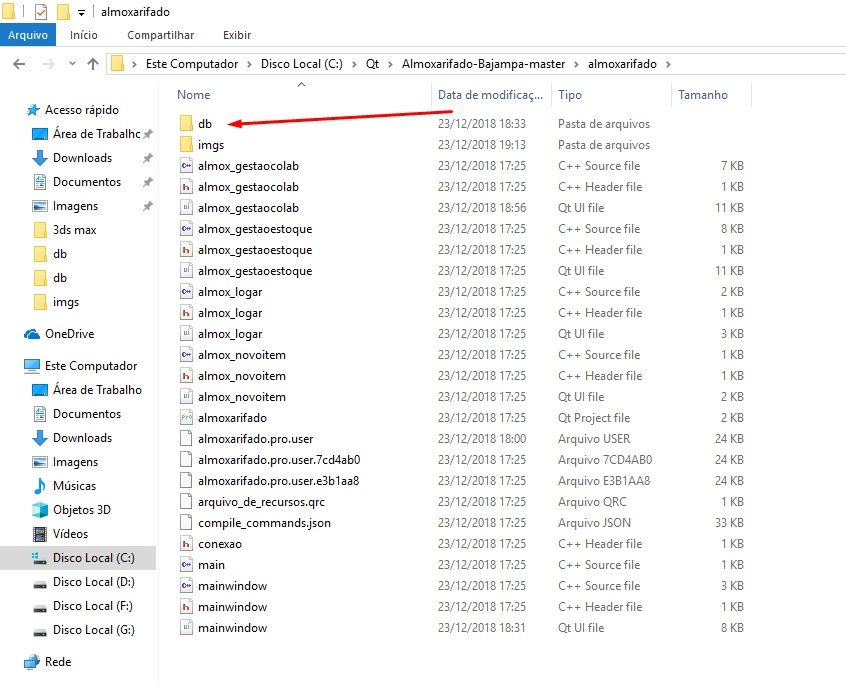 almoxarifado
Arquivo Início Compartilhar Exibir
Este Computador Disco Local (C:) Qt Almoxarifado-Bajampa-master almoxarifado
Nome Data de modificaç... Tipo Tamanho
Acesso rápido
Área de Trabalhc
Downloads
Documentos
Imagens
3ds max
db
db
imgs
OneDrive
Este Computador
Área de Trabalho
Documentos
Downloads
Imagens
Músicas
Objetos 3D
Vídeos
Disco Local (C:)
Disco Local (D:)
Disco Local (F:)
Disco Local (G:)
Rede
db 23/12/2018 18:33 Pasta de arquivos
imgs 23/12/2018 19:13 Pasta de arquivos
almox_gestaocolab 23/12/2018 17:25 C++ Source file 7 KB
almox_gestaocolab 23/12/2018 17:25 C++ Header file 1 KB
almox_gestaocolab 23/12/2018 18:56 Qt UI file 11 KB
almox_gestaoestoque 23/12/2018 17:25 C++ Source file 8 KB
almox_gestaoestoque 23/12/2018 17:25 C++ Header file 1 KB
almox_gestaoestoque 23/12/2018 17:25 Qt UI file 11 KB
almox_logar 23/12/2018 17:25 C++ Source file 2 KB
almox_logar 23/12/2018 17:25 C++ Header file 1 KB
almox_logar 23/12/2018 17:25 Qt UI file 3 KB
almox_novoitem 23/12/2018 17:25 C++ Source file 1 KB
almox_novoitem 23/12/2018 17:25 C++ Header file 1 KB
almox_novoitem 23/12/2018 17:25 Qt UI file 2 KB
almoxarifado 23/12/2018 17:25 Qt Project file 2 KB
almoxarifado.pro.user 23/12/2018 18:00 Arquivo USER 24 KB
almoxarifado.pro.user.7cd4ab0 23/12/2018 17:25 Arquivo 7CD4AB0 24 KB
almoxarifado.pro.user.e3b1aa8 23/12/2018 17:25 Arquivo E3B1AA8 24 KB
arquivo_de_recursos.qrc 23/12/2018 17:25 Arquivo QRC 1 KB
compile_commands.json 23/12/2018 17:25 Arquivo JSON 33 KB
conexao 23/12/2018 17:25 C++ Header file 1 KB
main 23/12/2018 17:25 C++ Source file 1 KB
mainwindow 23/12/2018 17:25 C++ Source file 3 KB
mainwindow 23/12/2018 17:25 C++ Header file 1 KB
mainwindow 23/12/2018 18:31 Qt UI file 8 KB